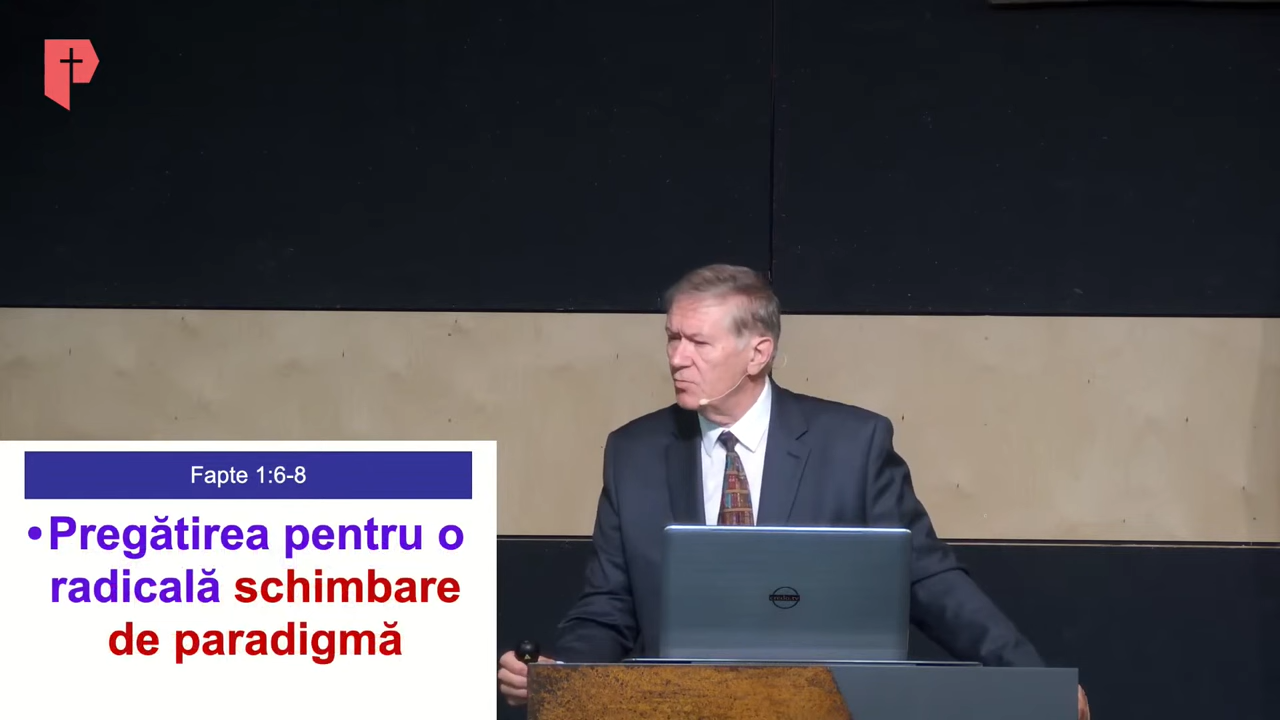 Fapte 1:6-8
•Pregătirea pentru o
radicală schimbare
de paradigmă